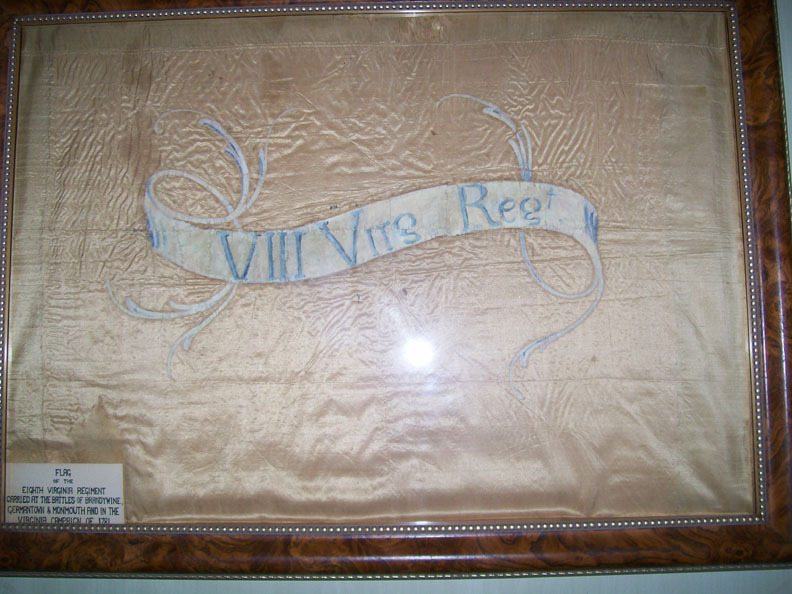 VIII Virg Regt
FLAG
OF THE
EIGHTH VIRGINIA REGIMENT
CARRIED AT THE BATTLES OF BRANDYWINE,
GERMANTOWN & MONMOUTH AND IN THE
VIRGINIA CAMPAIGN OF 1781